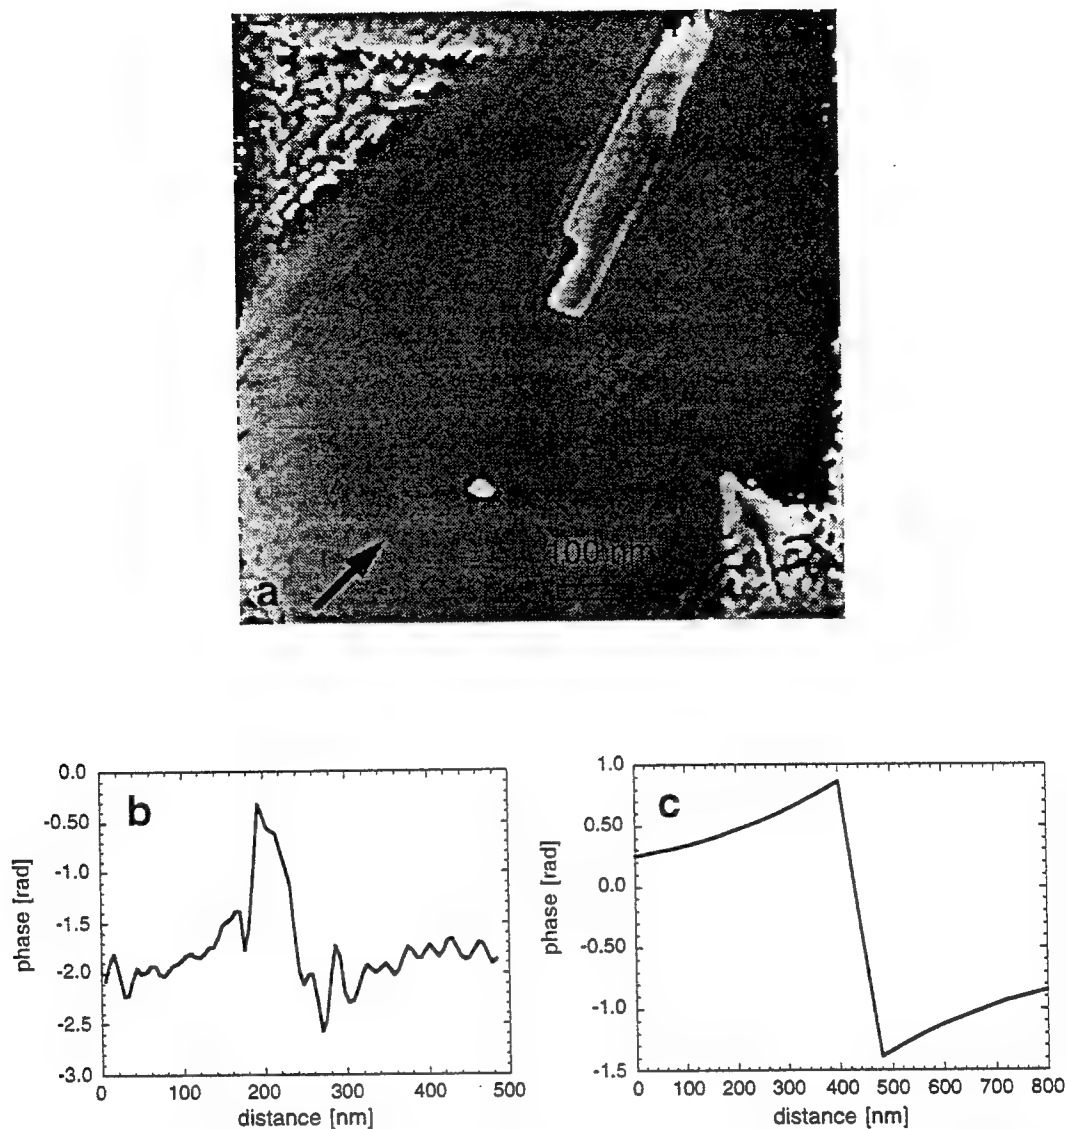 a
100 nm
b
phase [rad]
0.0
-0.50
-1.0
-1.5
-2.0
-2.5
-3.0
0 100 200 300 400 500
distance [nm]
c
phase [rad]
1.0
0.50
0.0
-0.50
-1.0
-1.5
0 100 200 300 400 500 600 700 800
distance [nm]